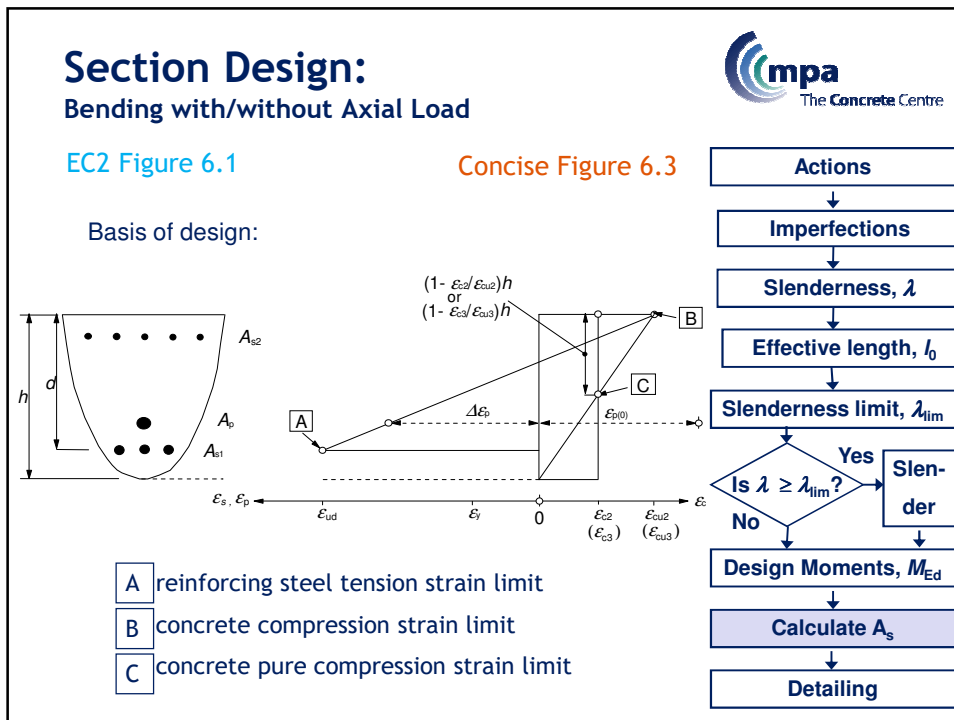 Section Design:
Bending with/without Axial Load
mpa
The Concrete Centre
EC2 Figure 6.1
Concise Figure 6.3
Basis of design:
(1- εc2/εcu2)h
or
(1- εc3/εcu3)h
B
C
A
As2
Ap
As1
h
d
Δεp
εp(0)
εs , εp
εud
εy
0
εc2
(εc3)
εcu2
(εcu3)
εc
A reinforcing steel tension strain limit
B concrete compression strain limit
C concrete pure compression strain limit
Actions
Imperfections
Slenderness, λ
Effective length, l0
Slenderness limit, λlim
Is λ ≥ λlim?
Yes
Slen-
der
No
Design Moments, MEd
Calculate As
Detailing